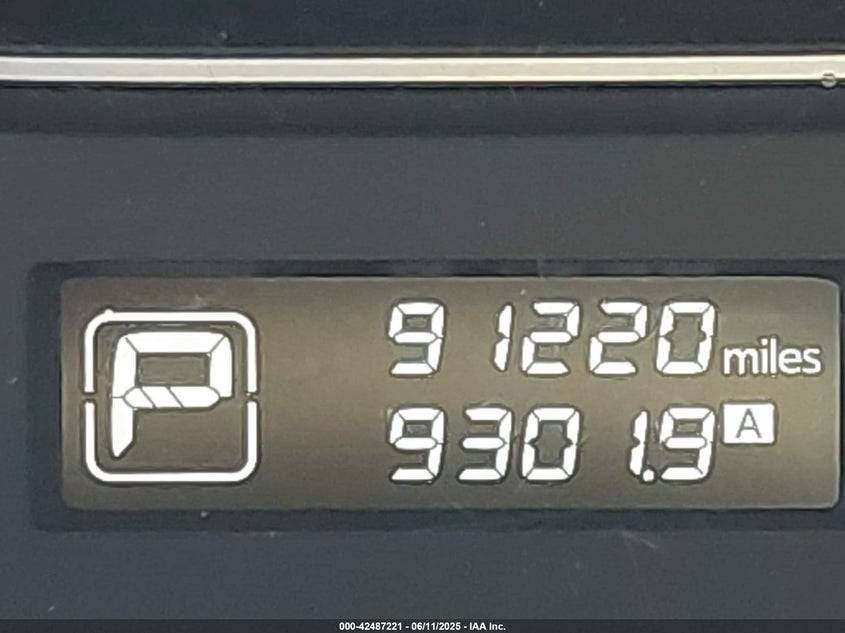 P
91220 miles
9301.9 A
000-42487221 - 06/11/2025 - IAA Inc.